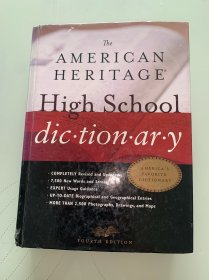 The
AMERICAN
HERITAGE®
High School
dic·tion·ar·y
AMERICA'S
FAVORITE
DICTIONARY
· COMPLETELY Revised and
· 7,500 New Words and Senses
· EXPERT Usage Guidance
· UP-TO-DATE Biographical and Geographical Entries
· MORE THAN 2,500 Photographs, Drawings, and Maps
FOURTH EDITION